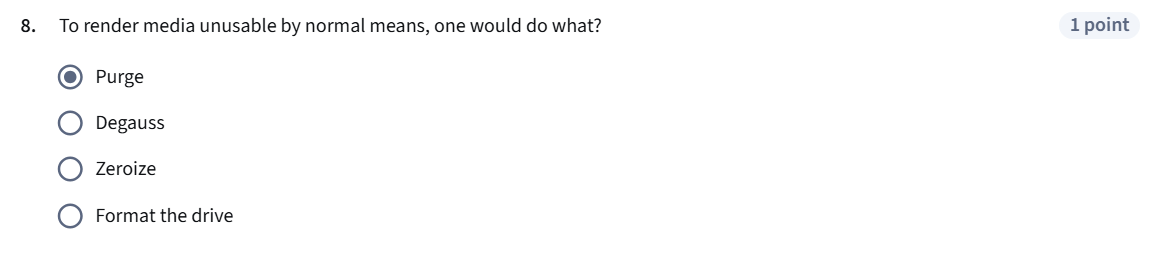 8. To render media unusable by normal means, one would do what? 1 point
Purge
Degauss
Zeroize
Format the drive